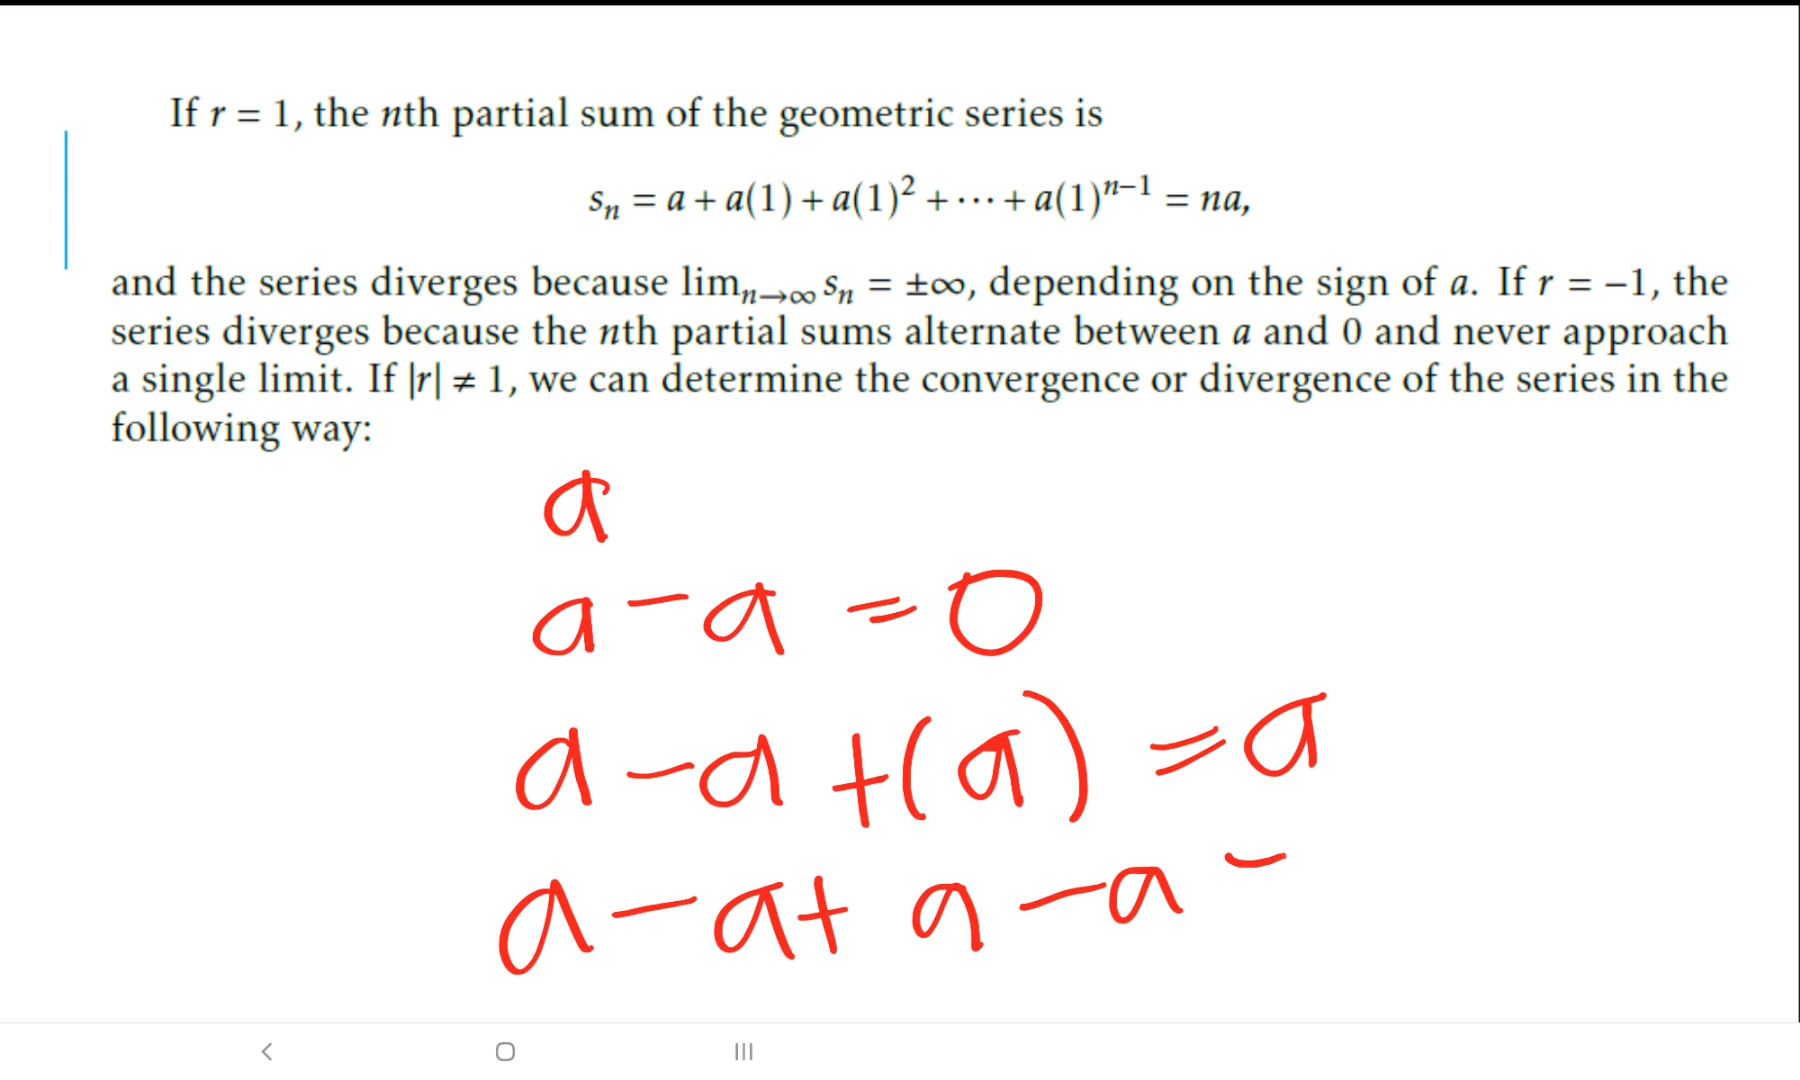 If r = 1, the nth partial sum of the geometric series is
sₙ = a + a(1) + a(1)² + ··· + a(1)ⁿ⁻¹ = na,
and the series diverges because limₙ→∞ sₙ = ±∞, depending on the sign of a. If r = −1, the
series diverges because the nth partial sums alternate between a and 0 and never approach
a single limit. If |r| ≠ 1, we can determine the convergence or divergence of the series in the
following way:
a
a − a = 0
a − a + (a) = a
a − a + a − a −